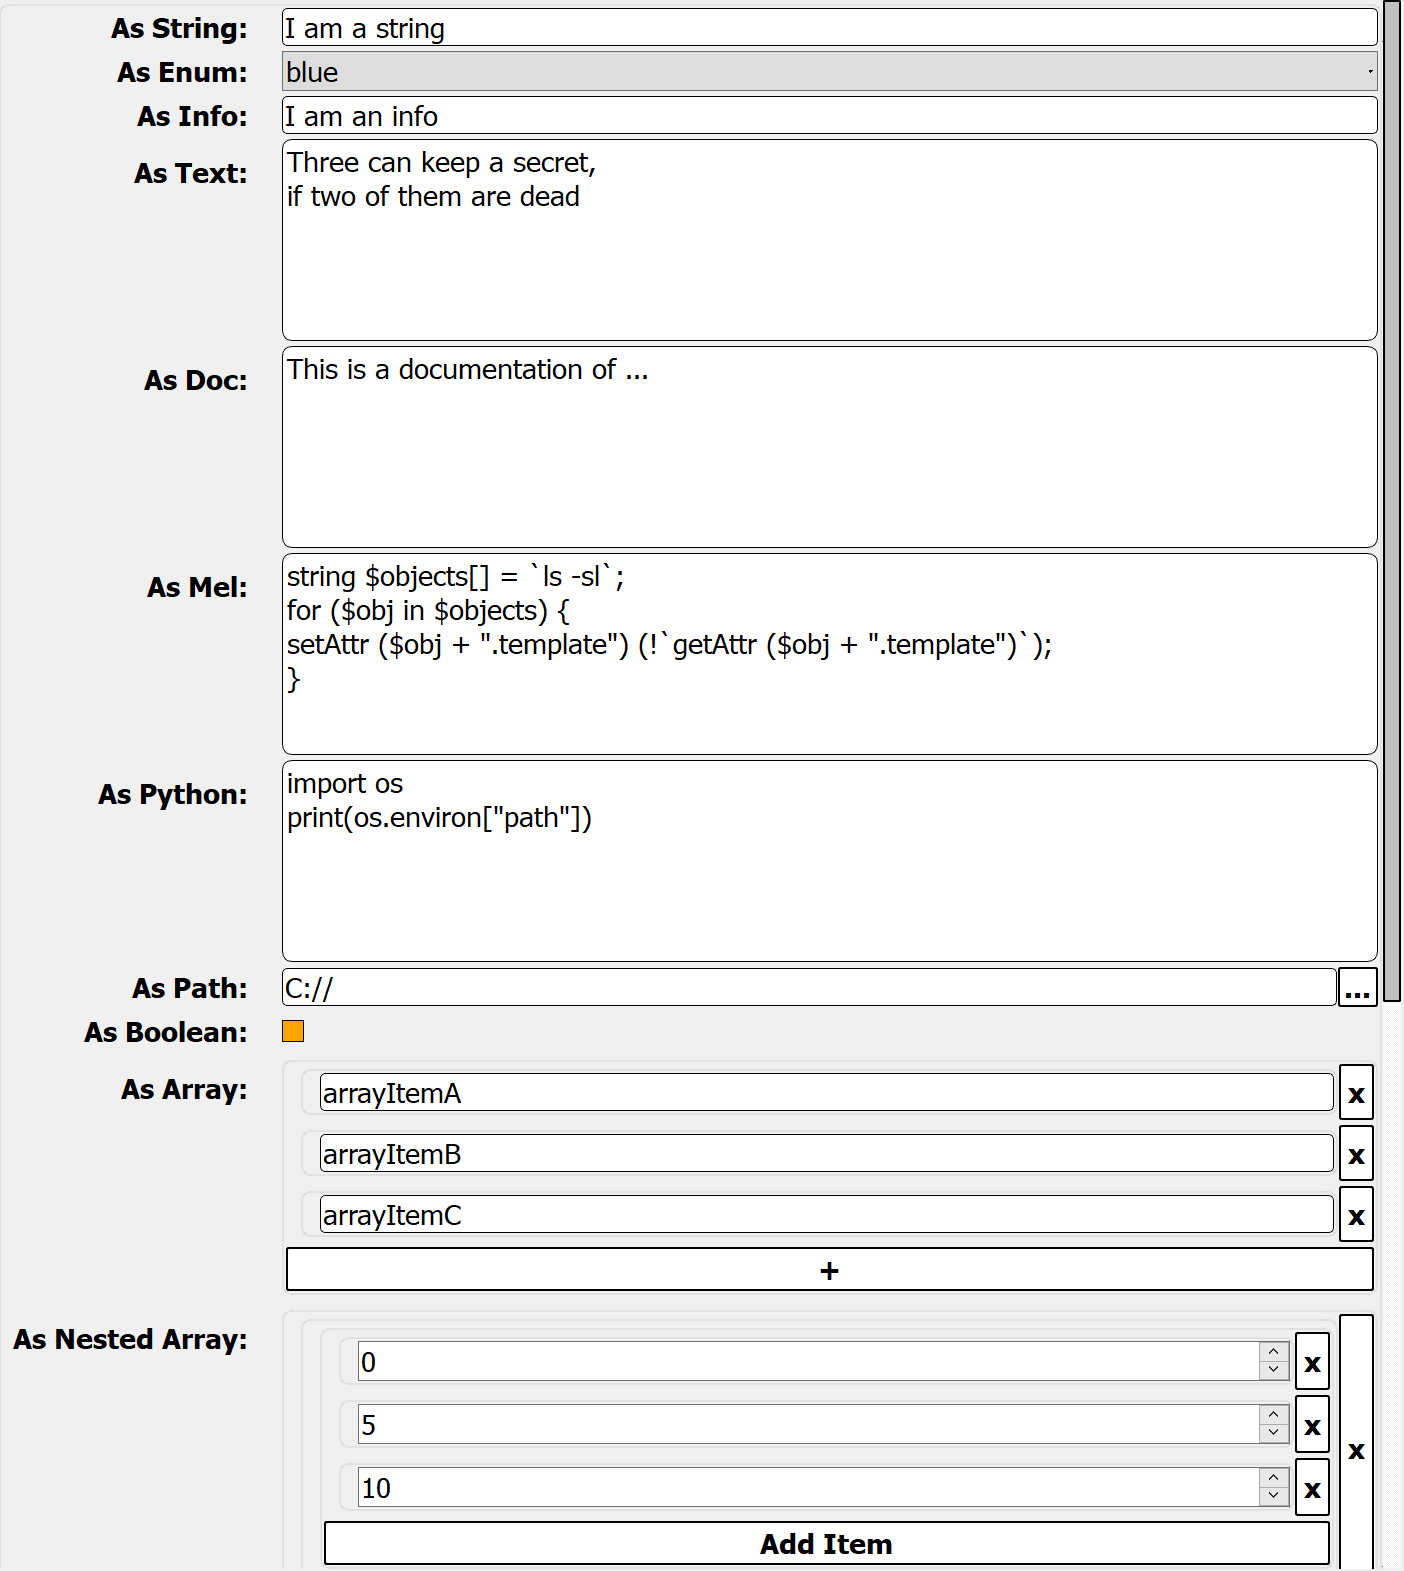 As String: I am a string
As Enum: blue
As Info: I am an info
As Text: Three can keep a secret,
if two of them are dead
As Doc: This is a documentation of ...
As Mel: string $objects[] = `ls -sl`;
for ($obj in $objects) {
setAttr ($obj + ".template") (!`getAttr ($obj + ".template")`);
}
As Python: import os
print(os.environ["path"])
As Path: C:// ...
As Boolean:
As Array: arrayItemA x
arrayItemB x
arrayItemC x
+
As Nested Array: 0 x
5 x
x
10 x
Add Item